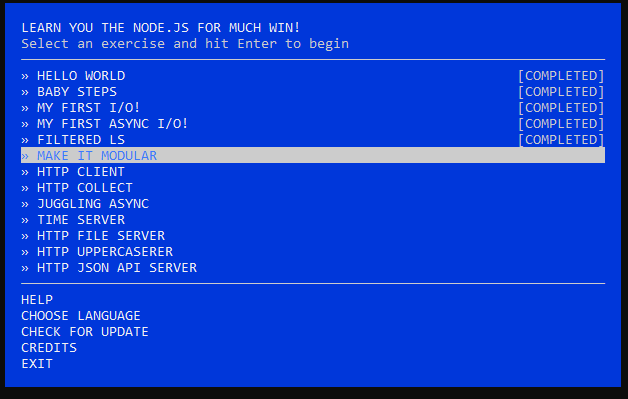 LEARN YOU THE NODE.JS FOR MUCH WIN!
Select an exercise and hit Enter to begin
» HELLO WORLD [COMPLETED]
» BABY STEPS [COMPLETED]
» MY FIRST I/O! [COMPLETED]
» MY FIRST ASYNC I/O! [COMPLETED]
» FILTERED LS [COMPLETED]
» MAKE IT MODULAR
» HTTP CLIENT
» HTTP COLLECT
» JUGGLING ASYNC
» TIME SERVER
» HTTP FILE SERVER
» HTTP UPPERCASERER
» HTTP JSON API SERVER
HELP
CHOOSE LANGUAGE
CHECK FOR UPDATE
CREDITS
EXIT